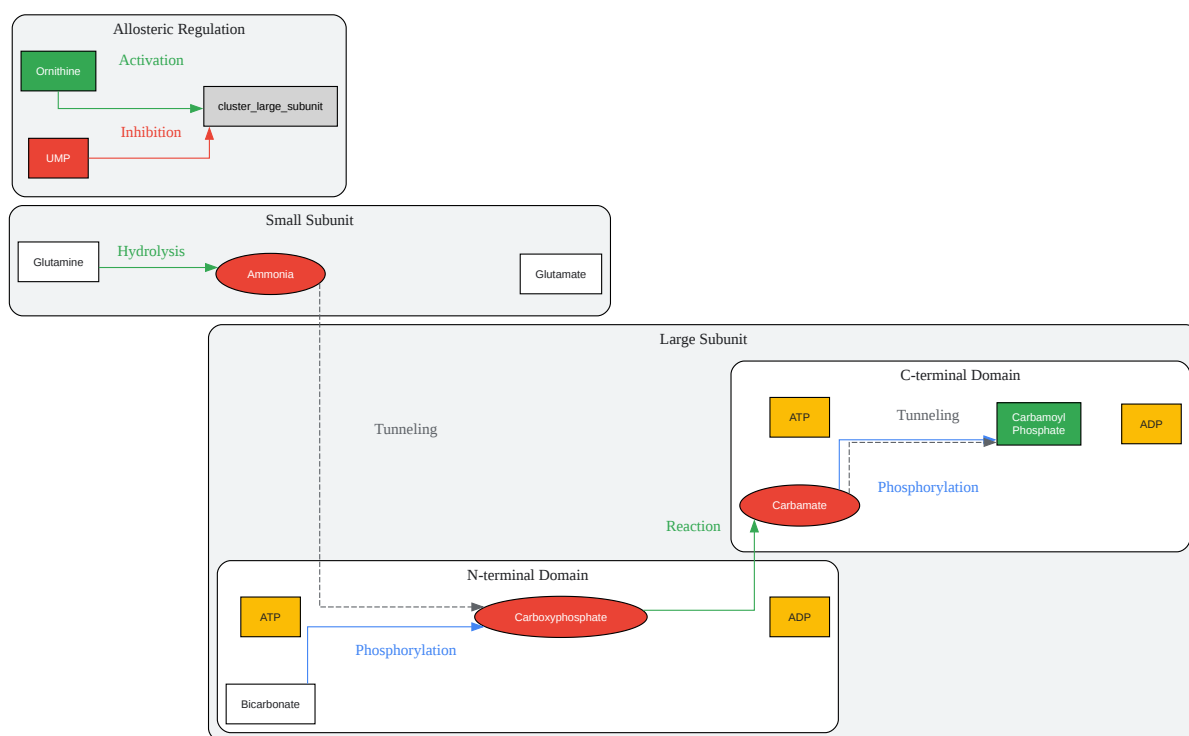 Allosteric Regulation
Activation
Ornithine
cluster_large_subunit
Inhibition
UMP
Small Subunit
Hydrolysis
Glutamine
Ammonia
Glutamate
Large Subunit
C-terminal Domain
ATP
Tunneling
Carbamoyl
Phosphate
ADP
Tunneling
Phosphorylation
Carbamate
Reaction
N-terminal Domain
ATP
Carboxyphosphate
ADP
Phosphorylation
Bicarbonate